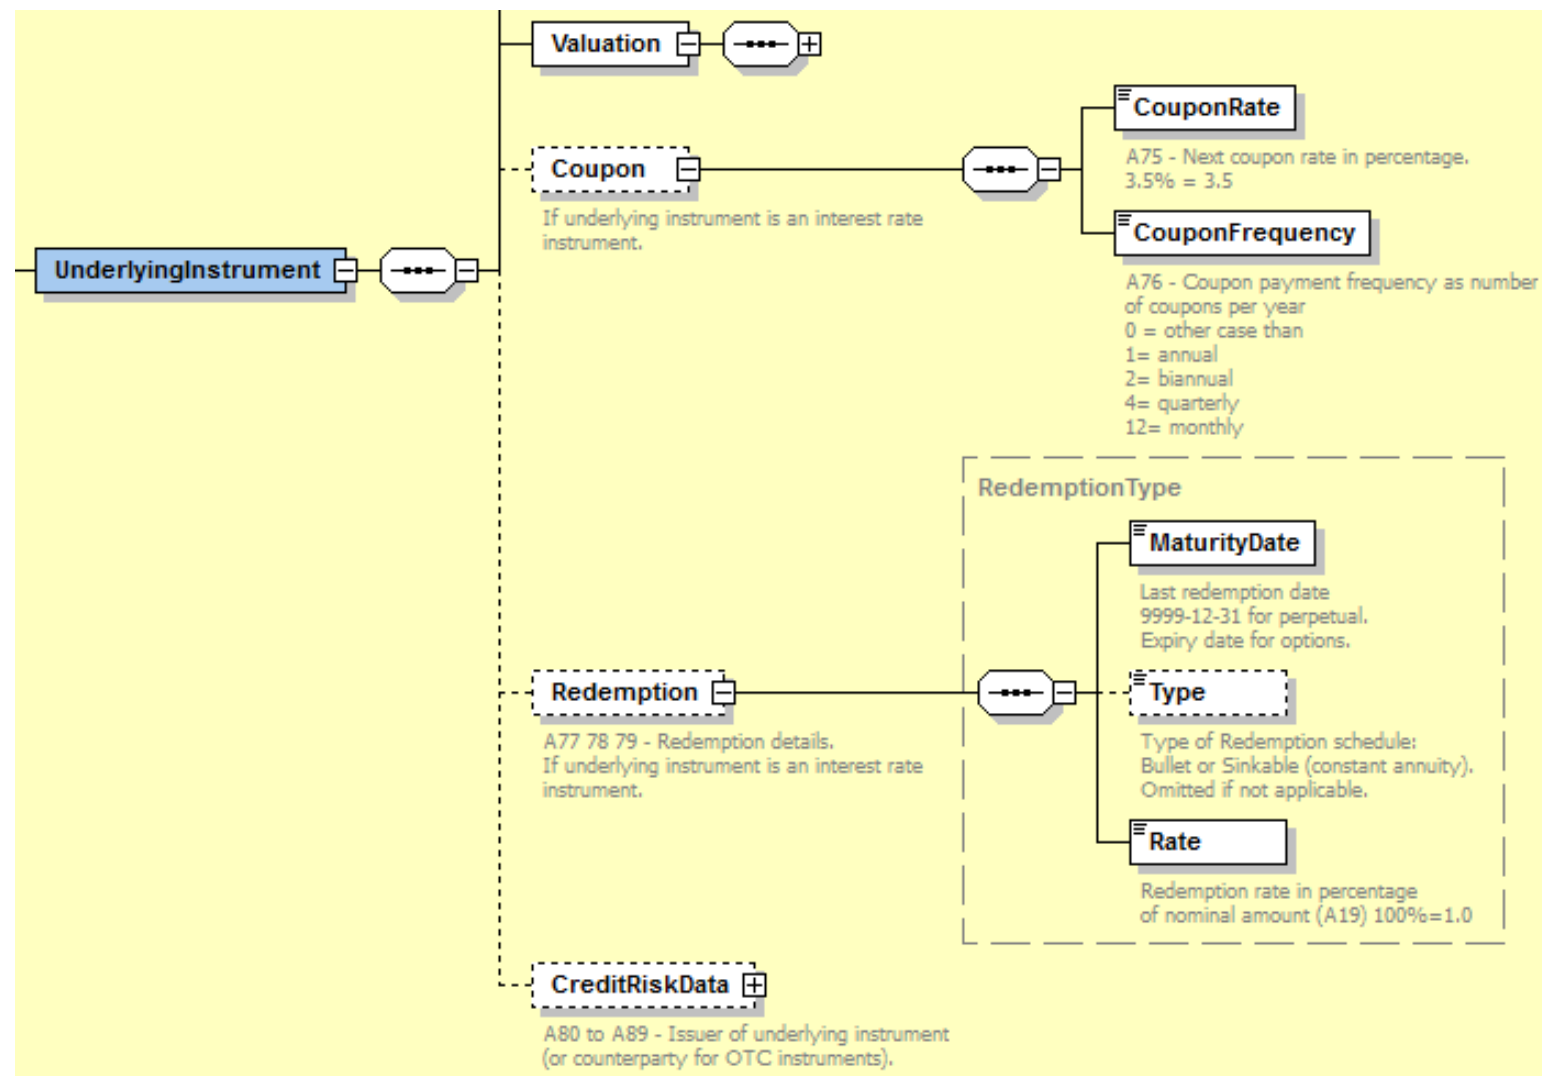 Valuation
CouponRate
A75 - Next coupon rate in percentage.
3.5% = 3.5
Coupon
If underlying instrument is an interest rate
instrument.
CouponFrequency
A76 - Coupon payment frequency as number
of coupons per year
0 = other case than
1= annual
2= biannual
4= quarterly
12= monthly
UnderlyingInstrument
RedemptionType
MaturityDate
Last redemption date
9999-12-31 for perpetual.
Expiry date for options.
Redemption
A77 78 79 - Redemption details.
If underlying instrument is an interest rate
instrument.
Type
Type of Redemption schedule:
Bullet or Sinkable (constant annuity).
Omitted if not applicable.
Rate
Redemption rate in percentage
of nominal amount (A19) 100%=1.0
CreditRiskData
A80 to A89 - Issuer of underlying instrument
(or counterparty for OTC instruments).